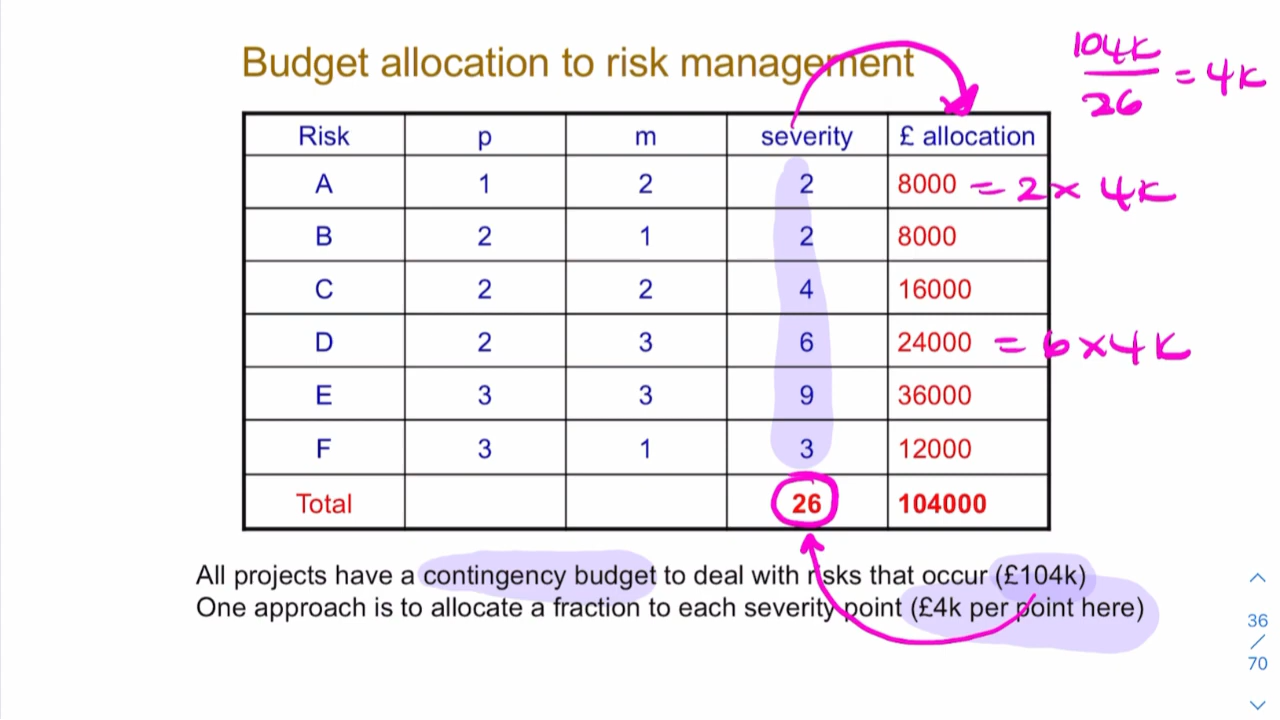 Budget allocation to risk management
104K / 26 = 4K
Risk p m severity £ allocation
A 1 2 2 8000 = 2 x 4K
B 2 1 2 8000
C 2 2 4 16000
D 2 3 6 24000 = 6 x 4K
E 3 3 9 36000
F 3 1 3 12000
Total 26 104000
All projects have a contingency budget to deal with risks that occur (£104k)
One approach is to allocate a fraction to each severity point (£4k per point here)
36
/
70